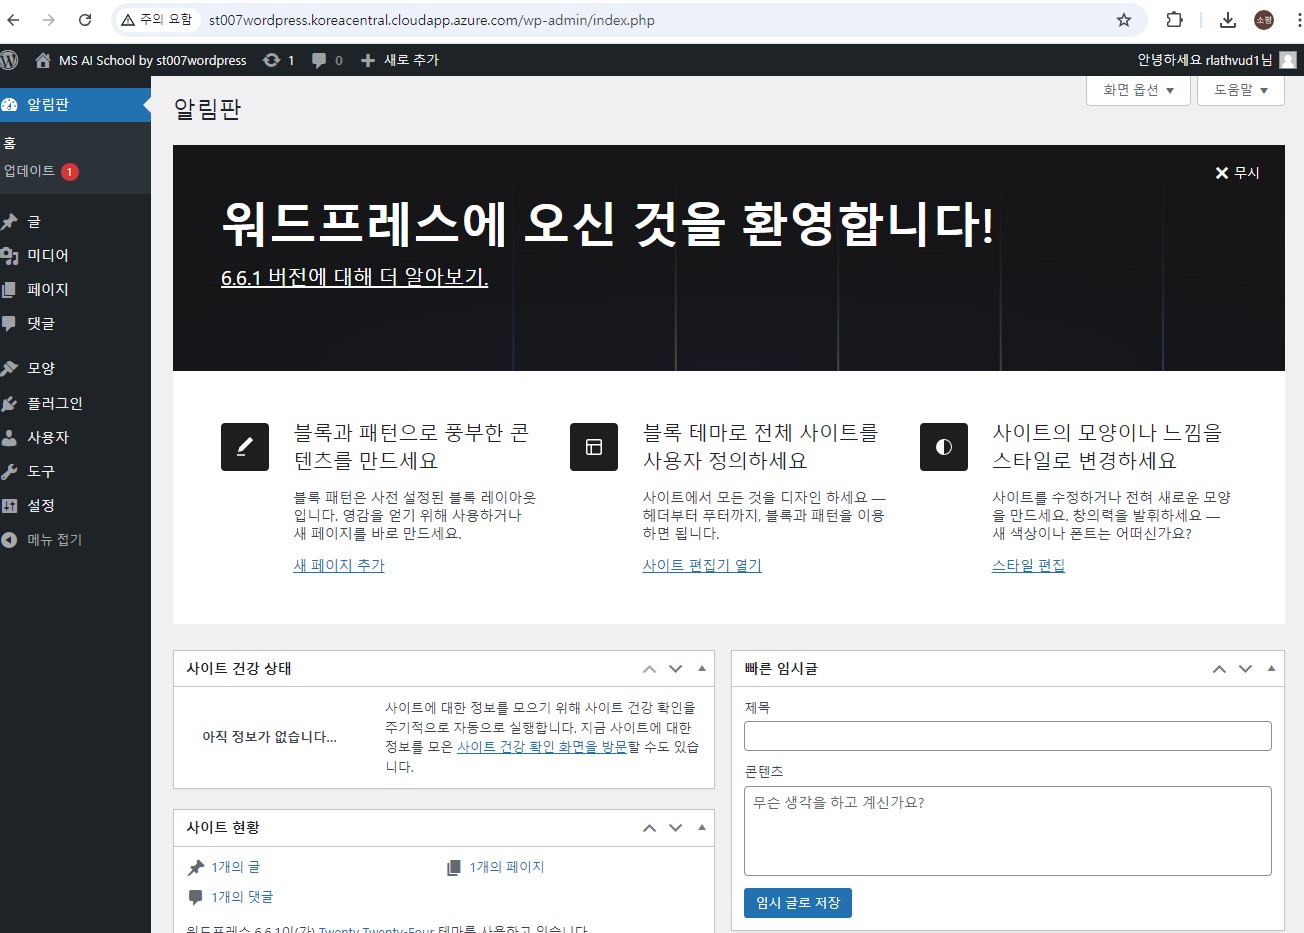 주의 요함
st007wordpress.koreacentral.cloudapp.azure.com/wp-admin/index.php
소평
MS AI School by st007wordpress
1
0
새로 추가
안녕하세요 rlathvud1님
알림판
홈
업데이트 1
글
미디어
페이지
댓글
모양
플러그인
사용자
도구
설정
메뉴 접기
알림판
화면 옵션
도움말
무시
워드프레스에 오신 것을 환영합니다!
6.6.1 버전에 대해 더 알아보기.
블록과 패턴으로 풍부한 콘
텐츠를 만드세요
블록 패턴은 사전 설정된 블록 레이아웃
입니다. 영감을 얻기 위해 사용하거나
새 페이지를 바로 만드세요.
새 페이지 추가
블록 테마로 전체 사이트를
사용자 정의하세요
사이트에서 모든 것을 디자인 하세요 —
헤더부터 푸터까지, 블록과 패턴을 이용
하면 됩니다.
사이트 편집기 열기
사이트의 모양이나 느낌을
스타일로 변경하세요
사이트를 수정하거나 전혀 새로운 모양
을 만드세요. 창의력을 발휘하세요 —
새 색상이나 폰트는 어떠신가요?
스타일 편집
사이트 건강 상태
아직 정보가 없습니다...
사이트에 대한 정보를 모으기 위해 사이트 건강 확인을
주기적으로 자동으로 실행합니다. 지금 사이트에 대한
정보를 모은 사이트 건강 확인 화면을 방문할 수도 있습
니다.
사이트 현황
1개의 글
1개의 페이지
1개의 댓글
워드프레스 6.6.1이(가) Twenty Twenty-Four 테마를 사용하고 있습니다.
빠른 임시글
제목
콘텐츠
무슨 생각을 하고 계신가요?
임시 글로 저장